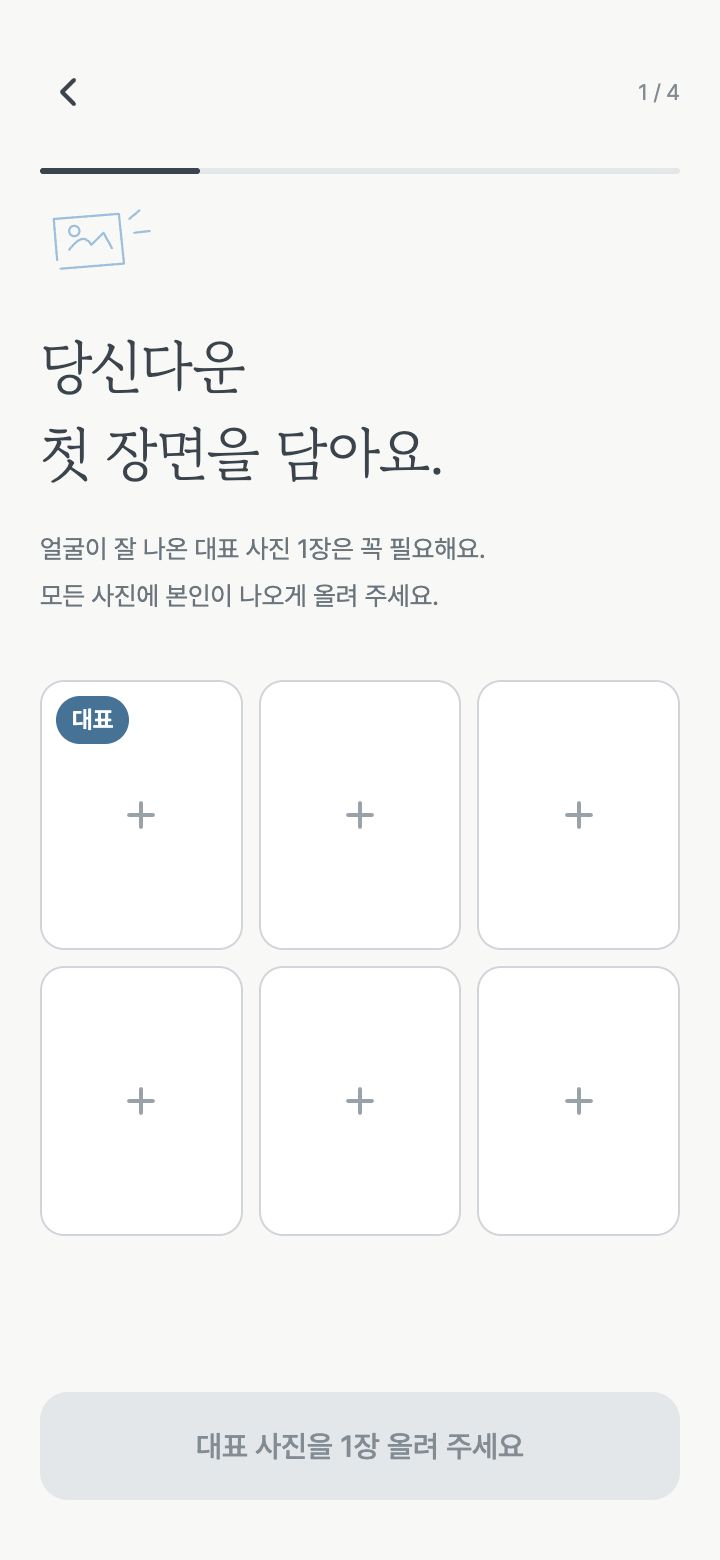 1 / 4
당신다운
첫 장면을 담아요.
얼굴이 잘 나온 대표 사진 1장은 꼭 필요해요.
모든 사진에 본인이 나오게 올려 주세요.
대표
대표 사진을 1장 올려 주세요